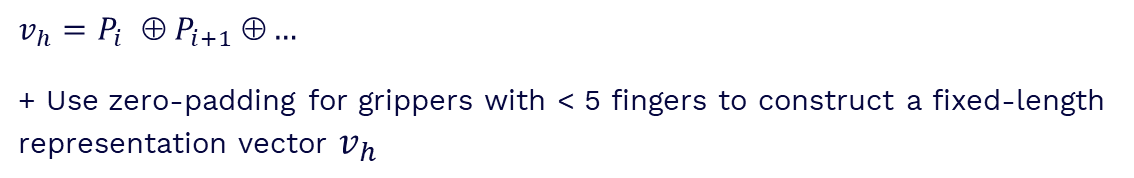 v_h = P_i ⊕ P_{i+1} ⊕ ...
+ Use zero-padding for grippers with < 5 fingers to construct a fixed-length
representation vector v_h